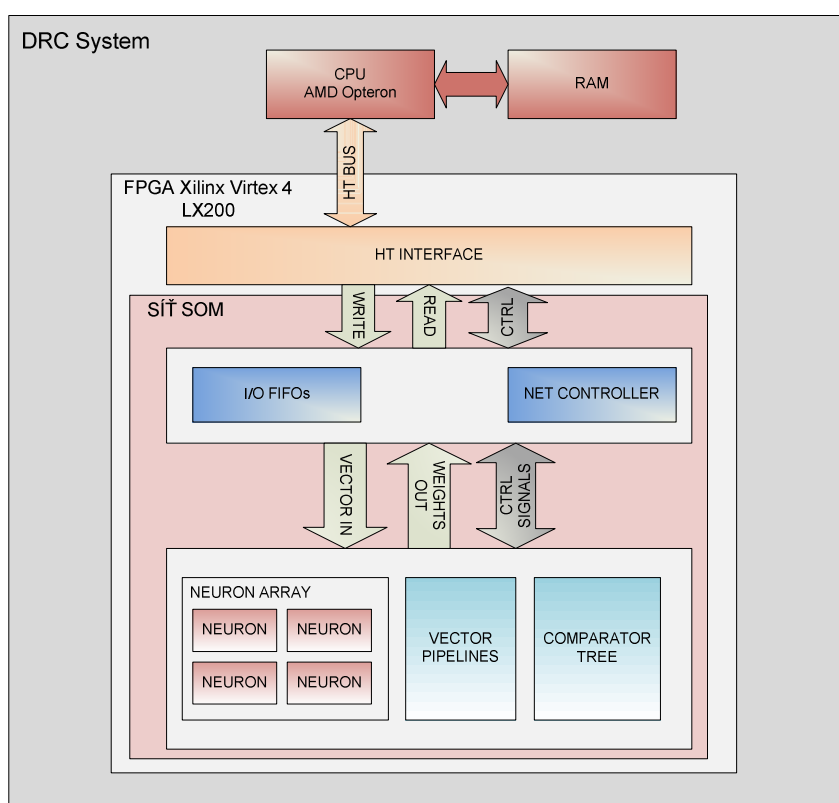 DRC System
CPU
AMD Opteron
RAM
HT BUS
FPGA Xilinx Virtex 4
LX200
HT INTERFACE
SÍŤ SOM
WRITE
READ
CTRL
I/O FIFOs
NET CONTROLLER
VECTOR IN
WEIGHTS
OUT
CTRL
SIGNALS
NEURON ARRAY
NEURON
NEURON
NEURON
NEURON
VECTOR
PIPELINES
COMPARATOR
TREE